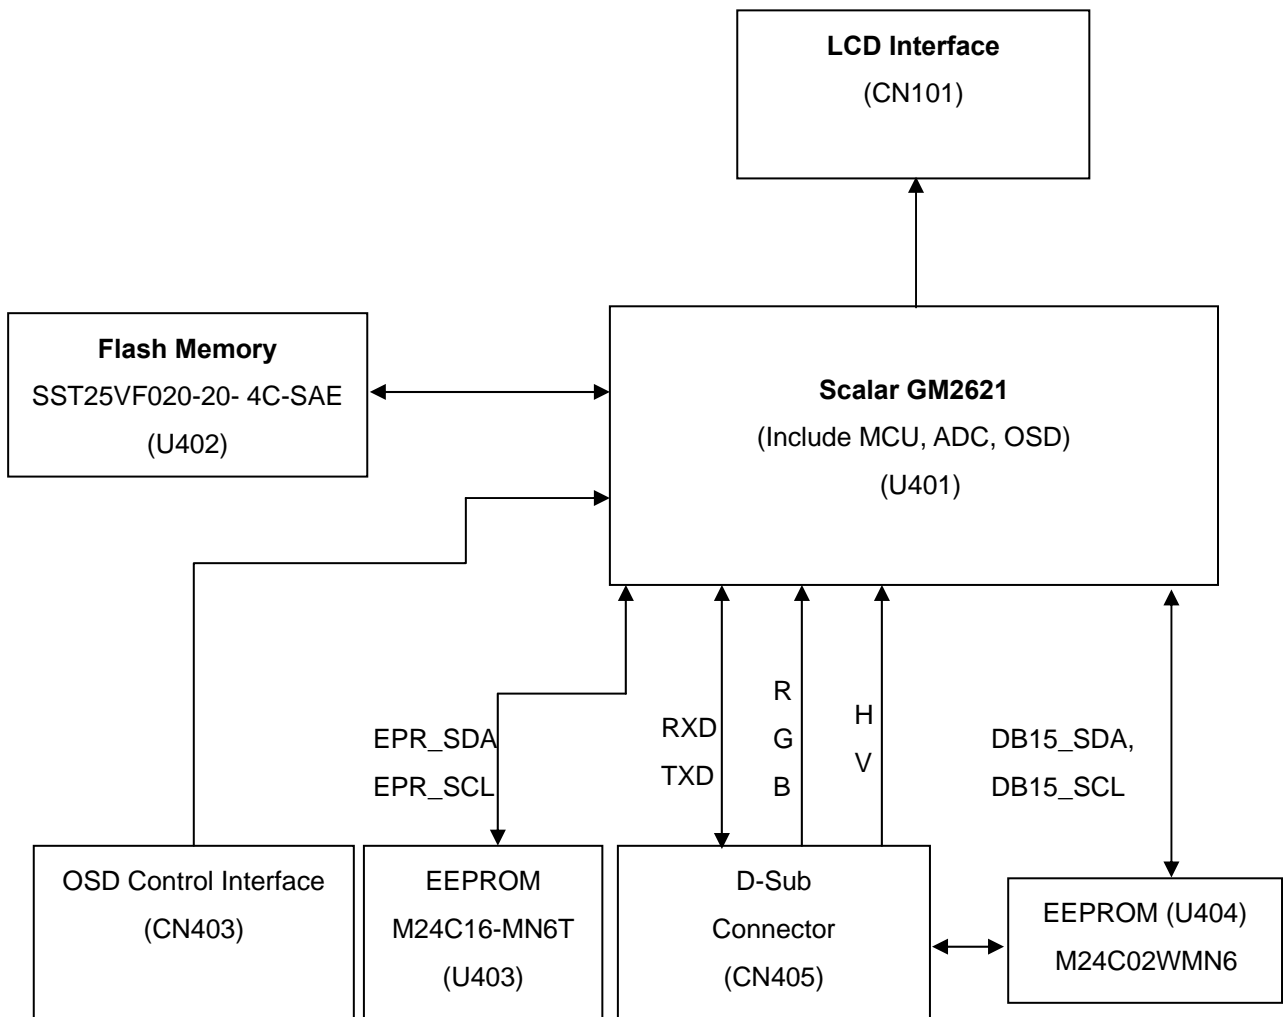 LCD Interface
(CN101)
Flash Memory
SST25VF020-20- 4C-SAE
(U402)
Scalar GM2621
(Include MCU, ADC, OSD)
(U401)
EPR_SDA
EPR_SCL
RXD
TXD
R
G
B
H
V
DB15_SDA,
DB15_SCL
OSD Control Interface
(CN403)
EEPROM
M24C16-MN6T
(U403)
D-Sub
Connector
(CN405)
EEPROM (U404)
M24C02WMN6